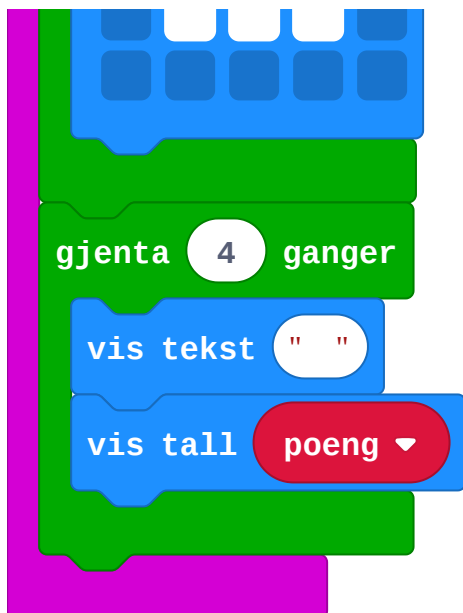 gjenta 4 ganger
vis tekst " "
vis tall poeng